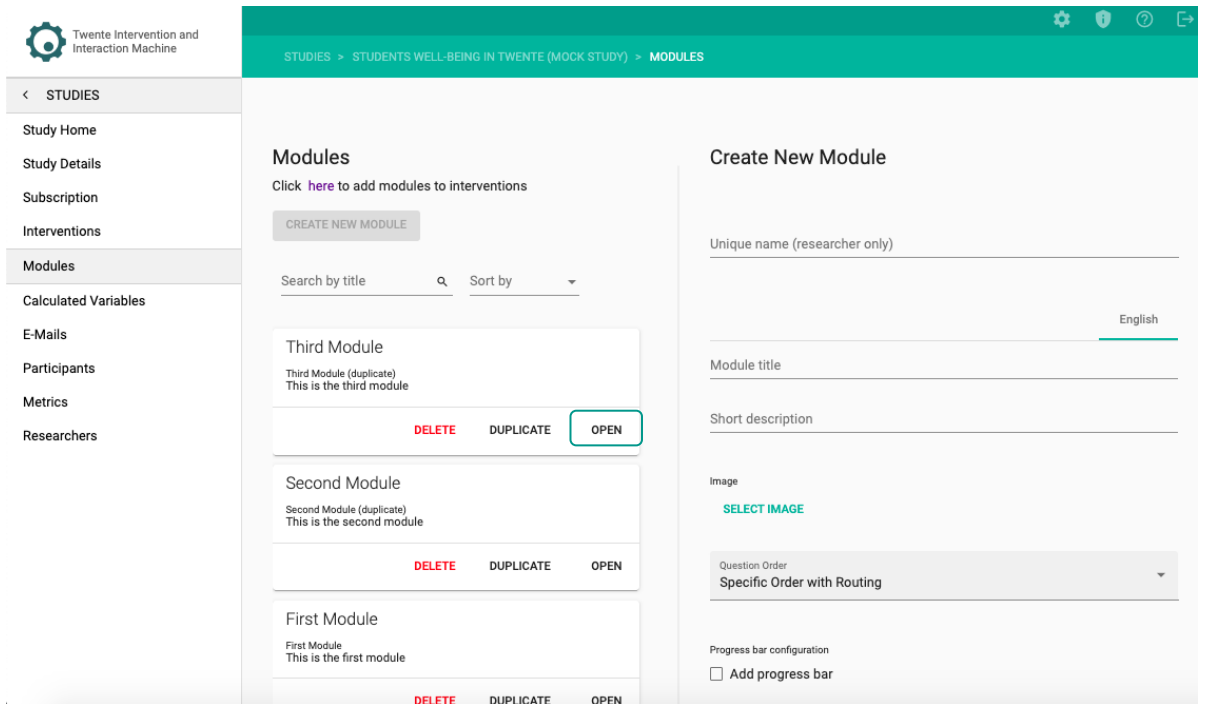 Twente Intervention and
Interaction Machine
STUDIES > STUDENTS WELL-BEING IN TWENTE (MOCK STUDY) > MODULES
< STUDIES
Study Home
Study Details
Subscription
Interventions
Modules
Calculated Variables
E-Mails
Participants
Metrics
Researchers
Modules
Click here to add modules to interventions
CREATE NEW MODULE
Search by title
Sort by
Third Module
Third Module (duplicate)
This is the third module
DELETE DUPLICATE OPEN
Second Module
Second Module (duplicate)
This is the second module
DELETE DUPLICATE OPEN
First Module
First Module
This is the first module
DELETE DUPLICATE OPEN
Create New Module
Unique name (researcher only)
English
Module title
Short description
Image
SELECT IMAGE
Question Order
Specific Order with Routing
Progress bar configuration
Add progress bar